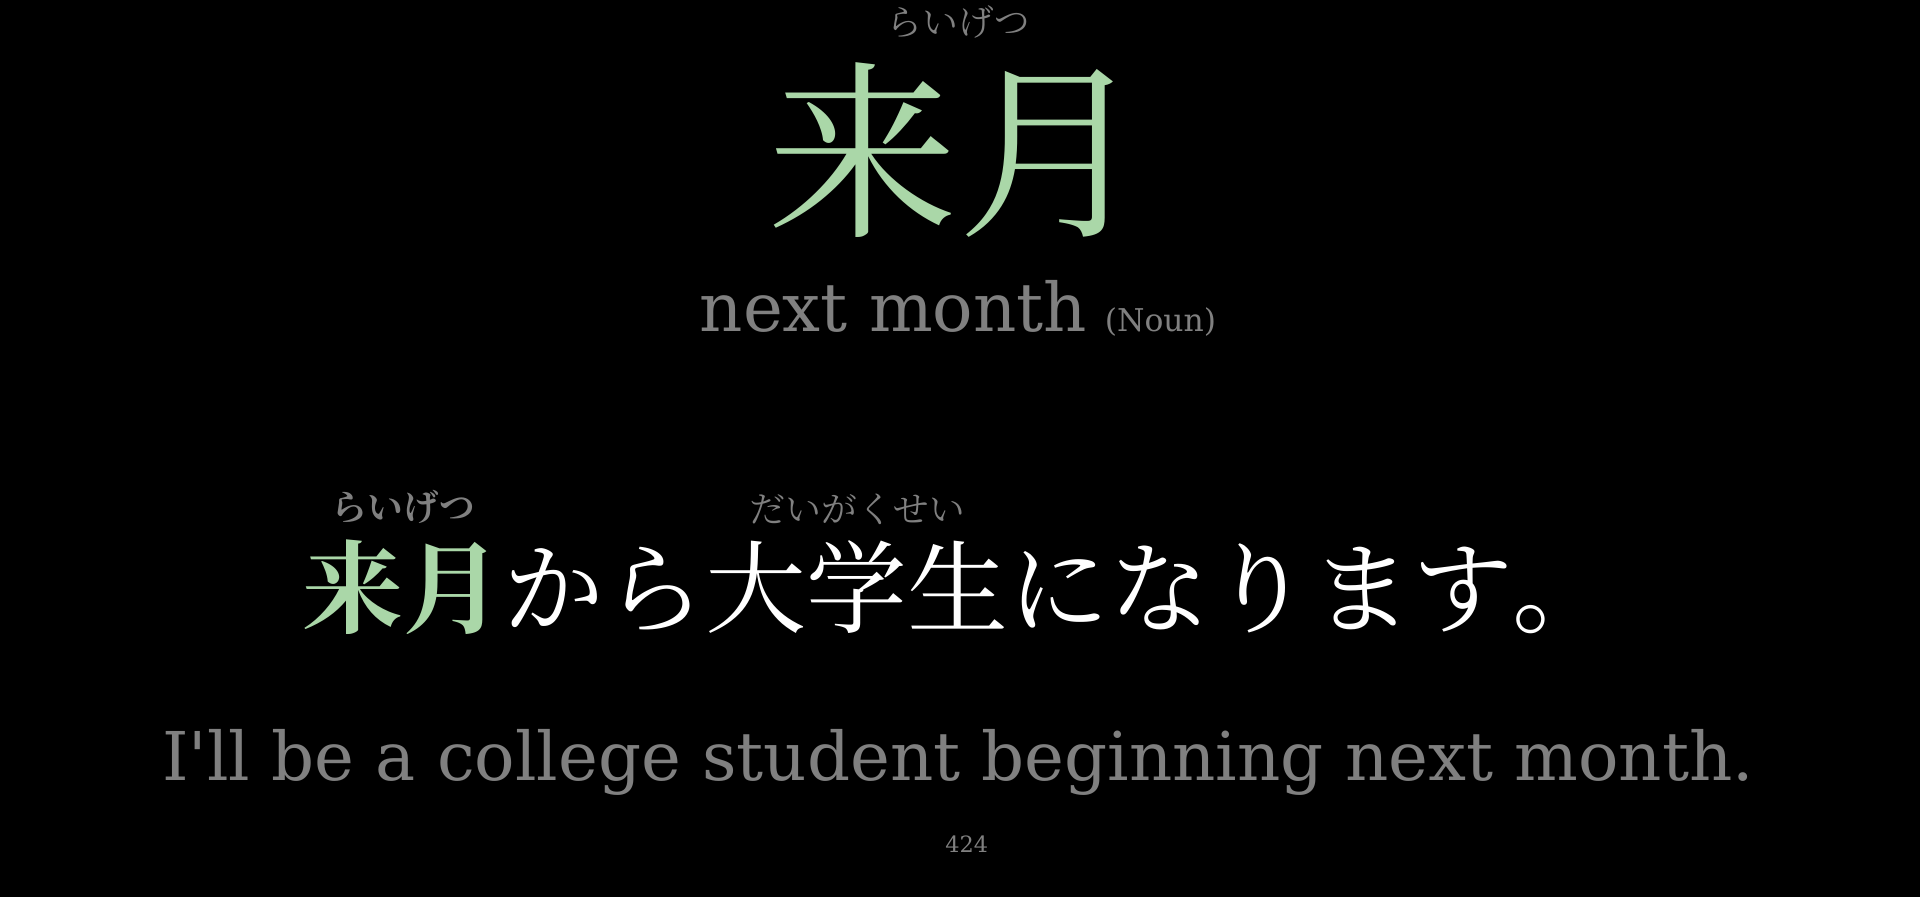 らいげつ
来月
next month (Noun)
らいげつ だいがくせい
来月から大学生になります。
I'll be a college student beginning next month.
424